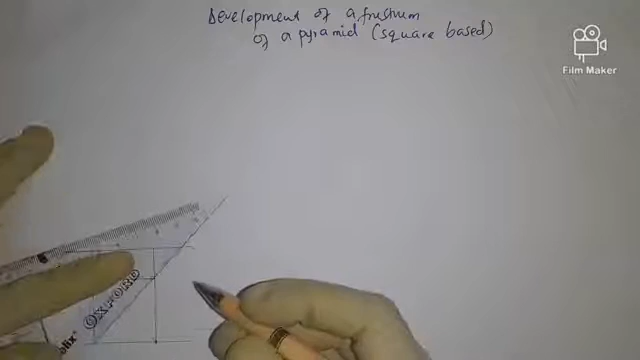 Development of a frustum
of a pyramid (square based)
Film Maker
OXFORD